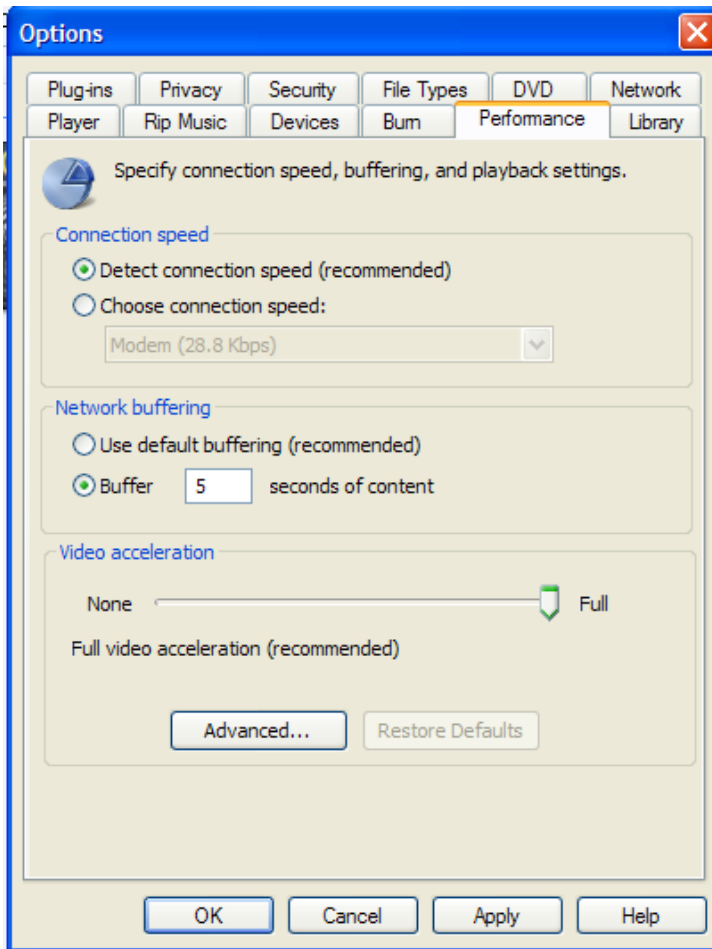 Options
Plug-ins Privacy Security File Types DVD Network
Player Rip Music Devices Burn Performance Library
Specify connection speed, buffering, and playback settings.
Connection speed
Detect connection speed (recommended)
Choose connection speed:
Modem (28.8 Kbps)
Network buffering
Use default buffering (recommended)
Buffer 5 seconds of content
Video acceleration
None Full
Full video acceleration (recommended)
Advanced... Restore Defaults
OK Cancel Apply Help